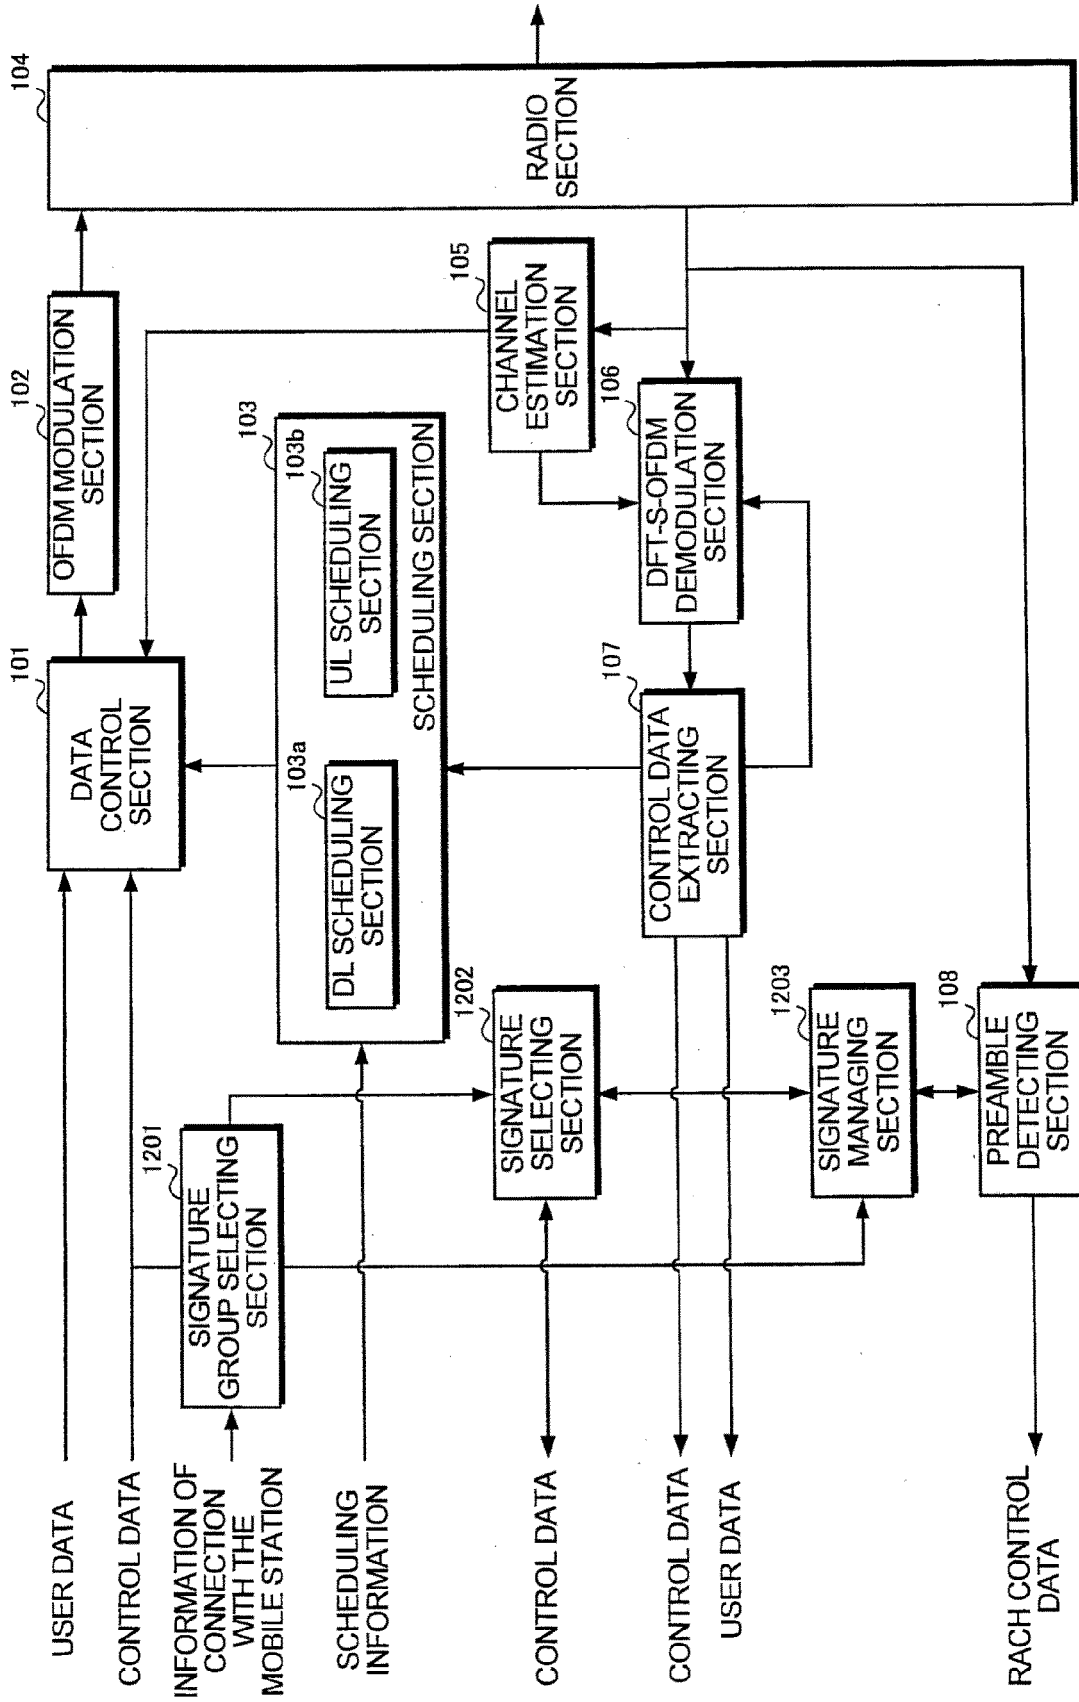 USER DATA
CONTROL DATA
INFORMATION OF
CONNECTION
WITH THE
MOBILE STATION
SCHEDULING
INFORMATION
CONTROL DATA
CONTROL DATA
USER DATA
RACH CONTROL
DATA
1201
SIGNATURE
GROUP SELECTING
SECTION
1202
SIGNATURE
SELECTING
SECTION
1203
SIGNATURE
MANAGING
SECTION
108
PREAMBLE
DETECTING
SECTION
101
DATA
CONTROL
SECTION
103
103a
DL SCHEDULING
SECTION
103b
UL SCHEDULING
SECTION
SCHEDULING SECTION
107
CONTROL DATA
EXTRACTING
SECTION
102
OFDM MODULATION
SECTION
105
CHANNEL
ESTIMATION
SECTION
106
DFT-S-OFDM
DEMODULATION
SECTION
104
RADIO
SECTION